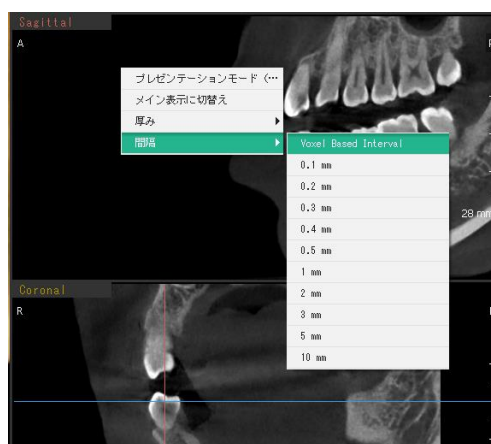 Sagittal
A
プレゼンテーションモード (…
メイン表示に切替え
厚み
間隔
Voxel Based Interval
0.1 mm
0.2 mm
0.3 mm
0.4 mm
0.5 mm
1 mm
2 mm
3 mm
5 mm
10 mm
28 mm
Coronal
R